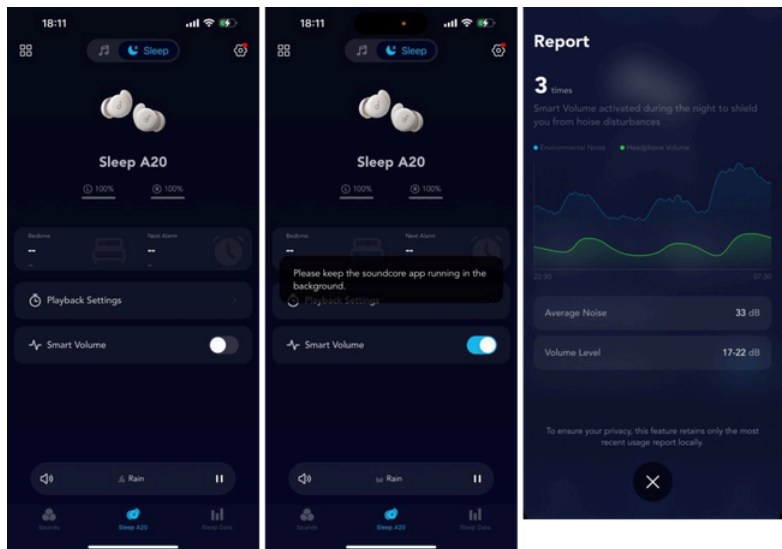 18:11
Sleep
Sleep A20
L 100%
R 100%
Bedtime
--
--
Next Alarm
--
Playback Settings
Smart Volume
Rain
Sounds
Sleep A20
Sleep Data
18:11
Sleep
Sleep A20
L 100%
R 100%
Bedtime
--
Next Alarm
--
Please keep the soundcore app running in the
background.
Playback Settings
Smart Volume
Rain
Sounds
Sleep A20
Sleep Data
Report
3 times
Smart Volume activated during the night to shield
you from noise disturbances
Environmental Noise
Headphone Volume
22:30
07:30
Average Noise
33 dB
Volume Level
17-22 dB
To ensure your privacy, this feature retains only the most
recent usage report locally.